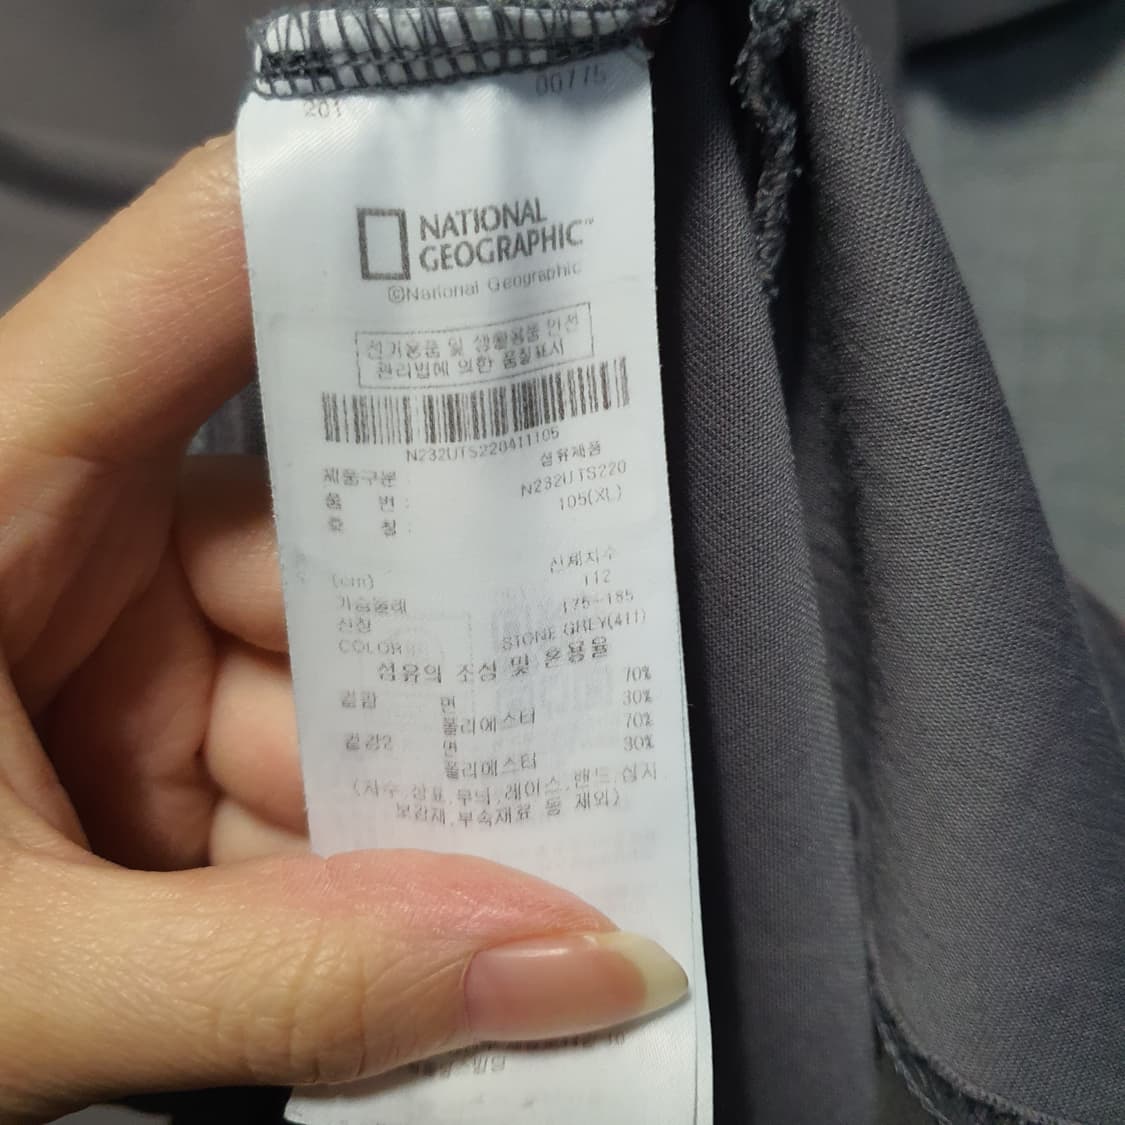 201 00775
NATIONAL
GEOGRAPHIC™
©National Geographic
전기용품 및 생활용품 안전
관리법에 의한 품질표시
N232UTS220411105
제품구분 : 섬유제품
품 번 : N232UTS220
호 칭 : 105(XL)
(cm) 신체치수
가슴둘레 112
신장 175-185
COLOR STONE GREY(411)
섬유의 조성 및 혼용율
겉감 면 70%
폴리에스터 30%
겉감2 면 70%
폴리에스터 30%
(자수,상표,무늬,레이스,밴드,심지
보강재,부속재료 등 제외)